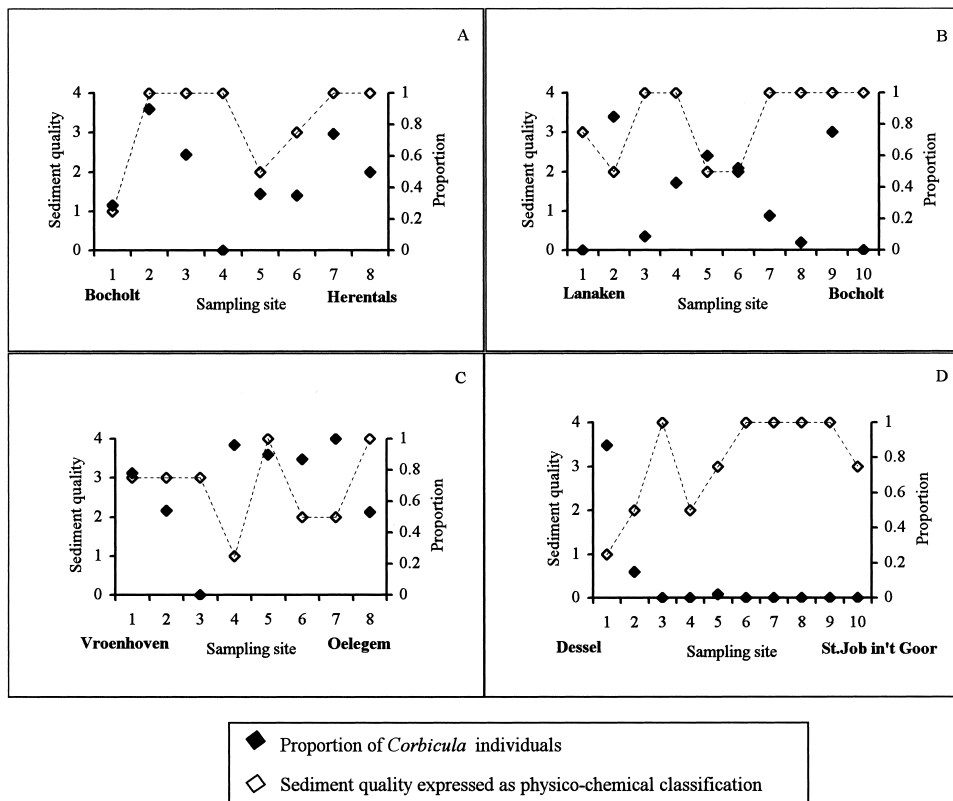 A
4
3
2
1
0
Sediment quality
1
0.8
0.6
0.4
0.2
0
Proportion
1 2 3 4 5 6 7 8
Bocholt Sampling site Herentals
B
4
3
2
1
0
Sediment quality
1
0.8
0.6
0.4
0.2
0
Proportion
1 2 3 4 5 6 7 8 9 10
Lanaken Sampling site Bocholt
C
4
3
2
1
0
Sediment quality
1
0.8
0.6
0.4
0.2
0
Proportion
1 2 3 4 5 6 7 8
Vroenhoven Sampling site Oelegem
D
4
3
2
1
0
Sediment quality
1
0.8
0.6
0.4
0.2
0
Proportion
1 2 3 4 5 6 7 8 9 10
Dessel Sampling site St.Job in't Goor
Proportion of Corbicula individuals
Sediment quality expressed as physico-chemical classification